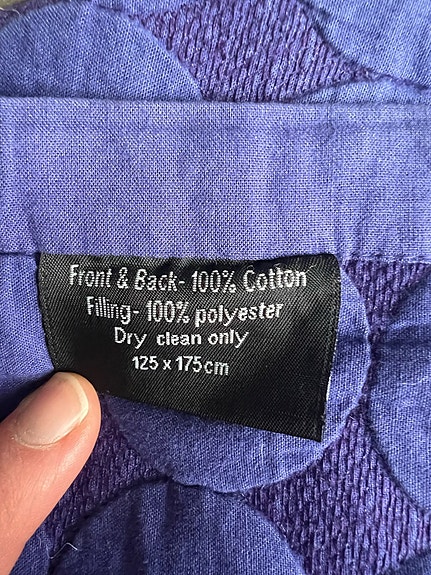 Front & Back- 100% Cotton
Filling- 100% polyester
Dry clean only
125 x 175cm